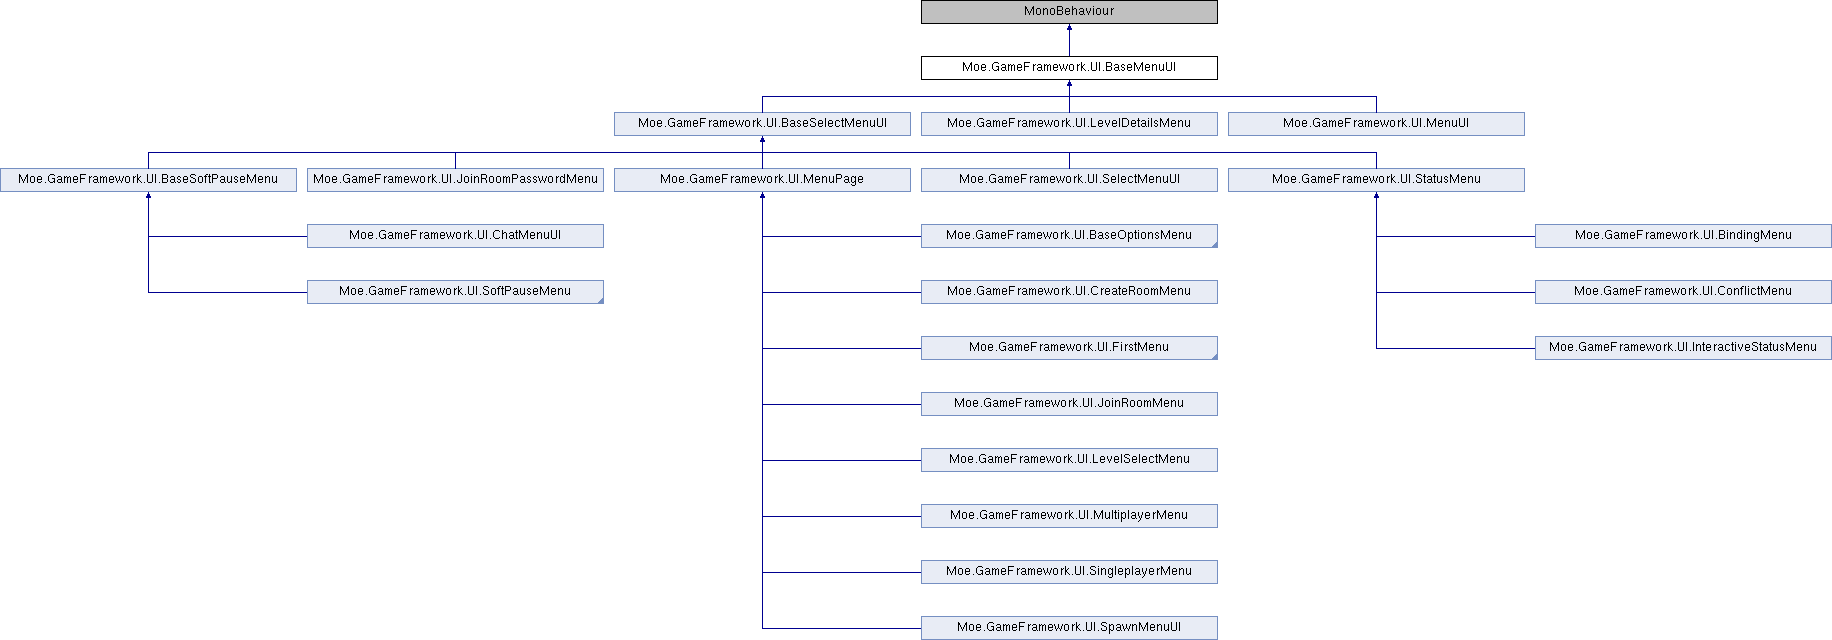 MonoBehaviour
Moe.GameFramework.UI.BaseMenuUI
Moe.GameFramework.UI.BaseSelectMenuUI
Moe.GameFramework.UI.LevelDetailsMenu
Moe.GameFramework.UI.MenuUI
Moe.GameFramework.UI.BaseSoftPauseMenu
Moe.GameFramework.UI.JoinRoomPasswordMenu
Moe.GameFramework.UI.MenuPage
Moe.GameFramework.UI.SelectMenuUI
Moe.GameFramework.UI.StatusMenu
Moe.GameFramework.UI.ChatMenuUI
Moe.GameFramework.UI.BaseOptionsMenu
Moe.GameFramework.UI.BindingMenu
Moe.GameFramework.UI.SoftPauseMenu
Moe.GameFramework.UI.CreateRoomMenu
Moe.GameFramework.UI.ConflictMenu
Moe.GameFramework.UI.FirstMenu
Moe.GameFramework.UI.InteractiveStatusMenu
Moe.GameFramework.UI.JoinRoomMenu
Moe.GameFramework.UI.LevelSelectMenu
Moe.GameFramework.UI.MultiplayerMenu
Moe.GameFramework.UI.SingleplayerMenu
Moe.GameFramework.UI.SpawnMenuUI